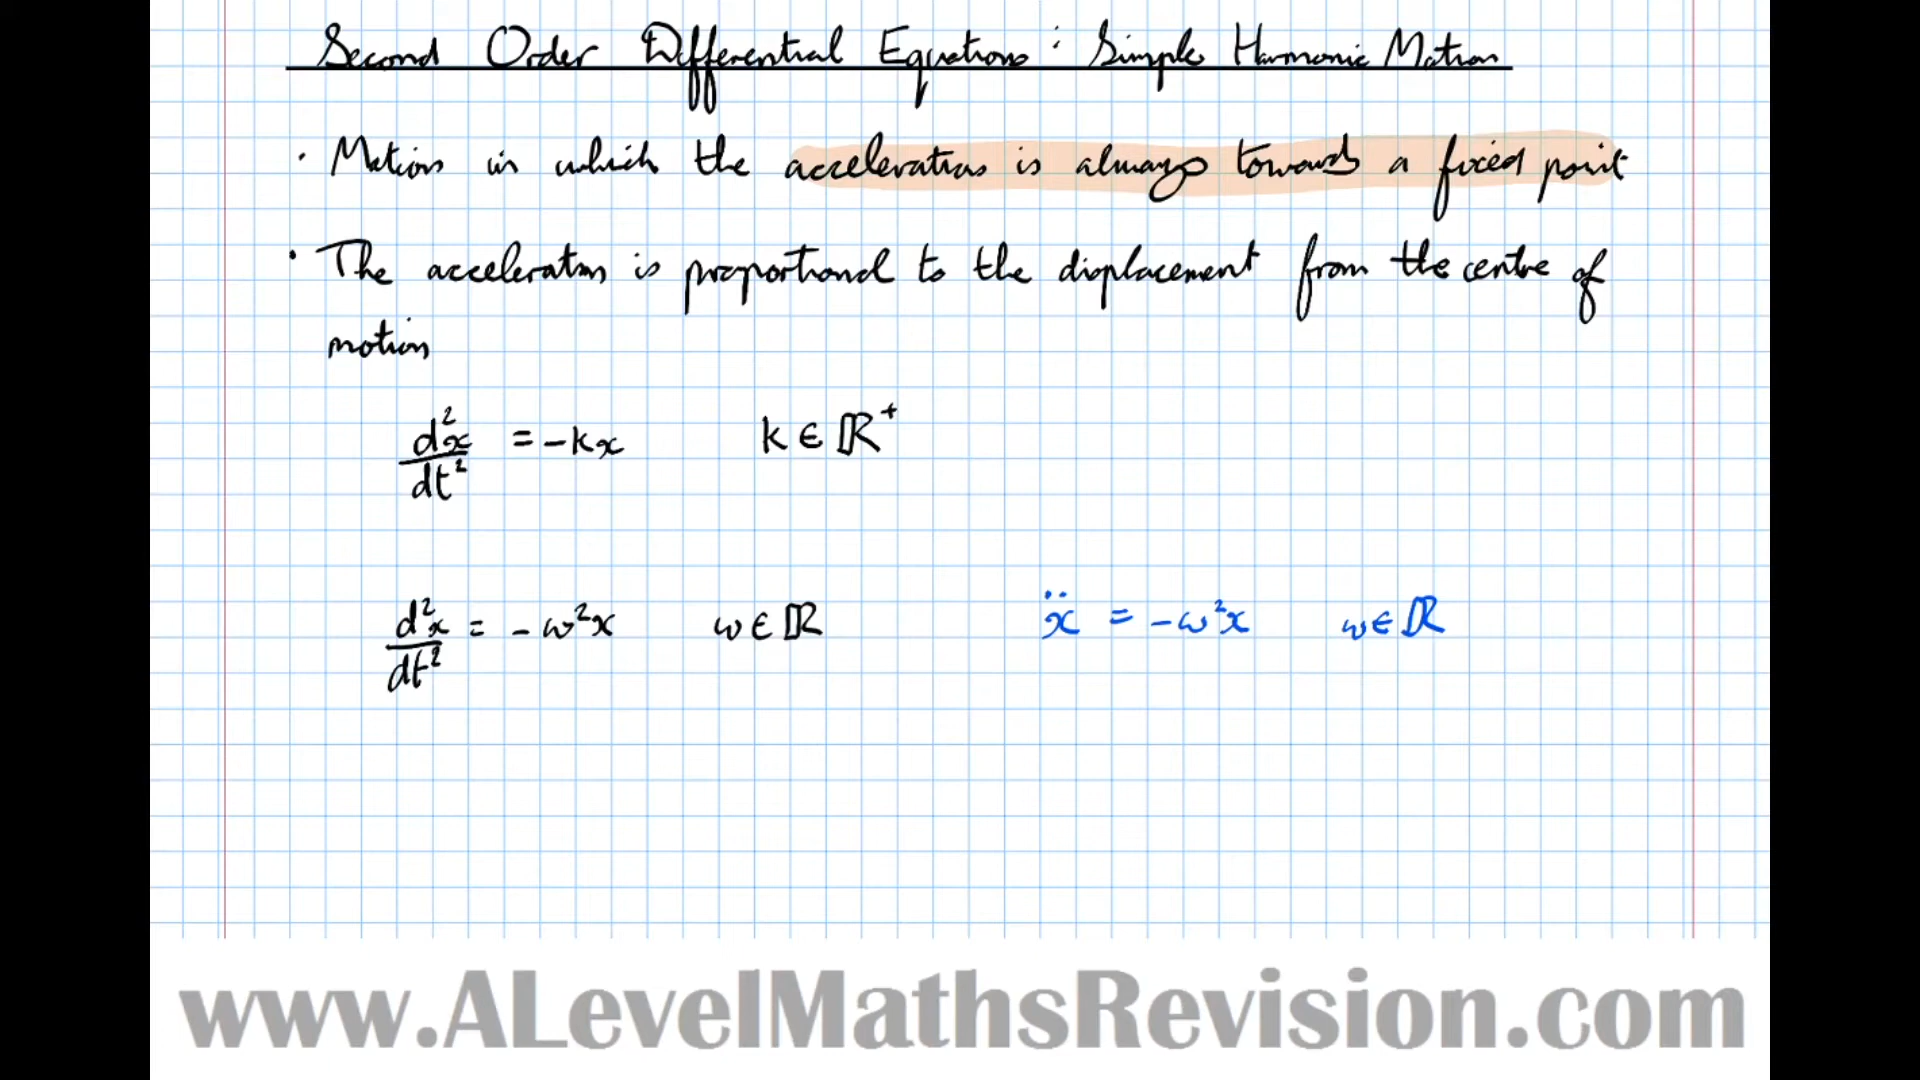 Second Order Differential Equations: Simple Harmonic Motion
· Motion in which the acceleration is always towards a fixed point
· The acceleration is proportional to the displacement from the centre of
motion
d²x/dt² = -kx k ∈ ℝ⁺
d²x/dt² = -ω²x ω ∈ ℝ ẍ = -ω²x ω ∈ ℝ
www.ALevelMathsRevision.com